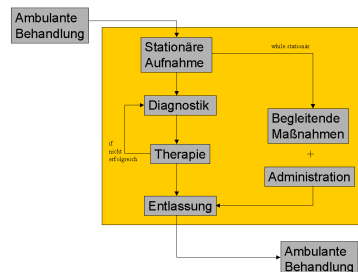 Ambulante
Behandlung
Stationäre
Aufnahme
while stationär
Diagnostik
Begleitende
Maßnahmen
if
nicht
erfolgreich
Therapie
+
Administration
Entlassung
Ambulante
Behandlung